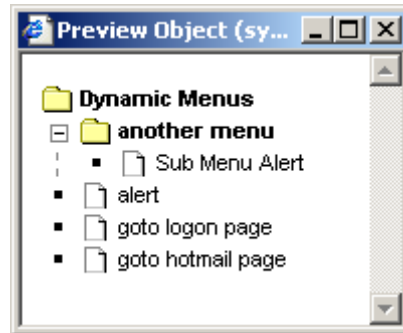 Preview Object (sy...
Dynamic Menus
another menu
Sub Menu Alert
alert
goto logon page
goto hotmail page